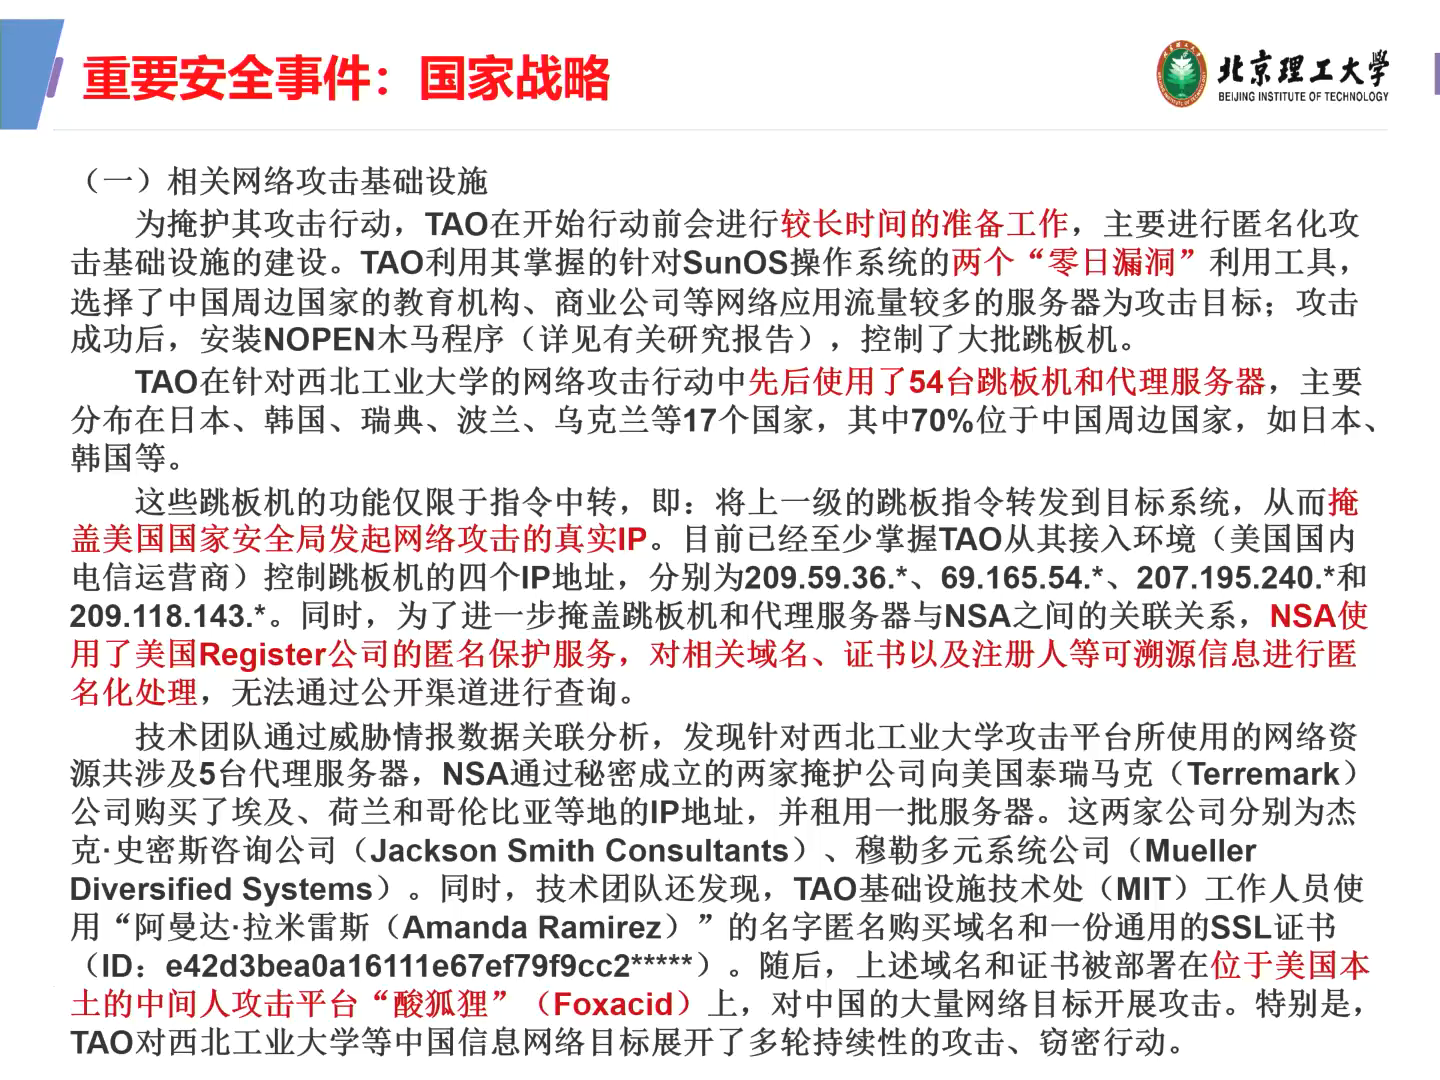 重要安全事件：国家战略
北京理工大学
BEIJING INSTITUTE OF TECHNOLOGY
（一）相关网络攻击基础设施
为掩护其攻击行动，TAO在开始行动前会进行较长时间的准备工作，主要进行匿名化攻
击基础设施的建设。TAO利用其掌握的针对SunOS操作系统的两个“零日漏洞”利用工具，
选择了中国周边国家的教育机构、商业公司等网络应用流量较多的服务器为攻击目标；攻击
成功后，安装NOPEN木马程序（详见有关研究报告），控制了大批跳板机。
TAO在针对西北工业大学的网络攻击行动中先后使用了54台跳板机和代理服务器，主要
分布在日本、韩国、瑞典、波兰、乌克兰等17个国家，其中70%位于中国周边国家，如日本、
韩国等。
这些跳板机的功能仅限于指令中转，即：将上一级的跳板指令转发到目标系统，从而掩
盖美国国家安全局发起网络攻击的真实IP。目前已经至少掌握TAO从其接入环境（美国国内
电信运营商）控制跳板机的四个IP地址，分别为209.59.36.*、69.165.54.*、207.195.240.*和
209.118.143.*。同时，为了进一步掩盖跳板机和代理服务器与NSA之间的关联关系，NSA使
用了美国Register公司的匿名保护服务，对相关域名、证书以及注册人等可溯源信息进行匿
名化处理，无法通过公开渠道进行查询。
技术团队通过威胁情报数据关联分析，发现针对西北工业大学攻击平台所使用的网络资
源共涉及5台代理服务器，NSA通过秘密成立的两家掩护公司向美国泰瑞马克（Terremark）
公司购买了埃及、荷兰和哥伦比亚等地的IP地址，并租用一批服务器。这两家公司分别为杰
克·史密斯咨询公司（Jackson Smith Consultants）、穆勒多元系统公司（Mueller
Diversified Systems）。同时，技术团队还发现，TAO基础设施技术处（MIT）工作人员使
用“阿曼达·拉米雷斯（Amanda Ramirez）”的名字匿名购买域名和一份通用的SSL证书
（ID：e42d3bea0a16111e67ef79f9cc2*****）。随后，上述域名和证书被部署在位于美国本
土的中间人攻击平台“酸狐狸”（Foxacid）上，对中国的大量网络目标开展攻击。特别是，
TAO对西北工业大学等中国信息网络目标展开了多轮持续性的攻击、窃密行动。